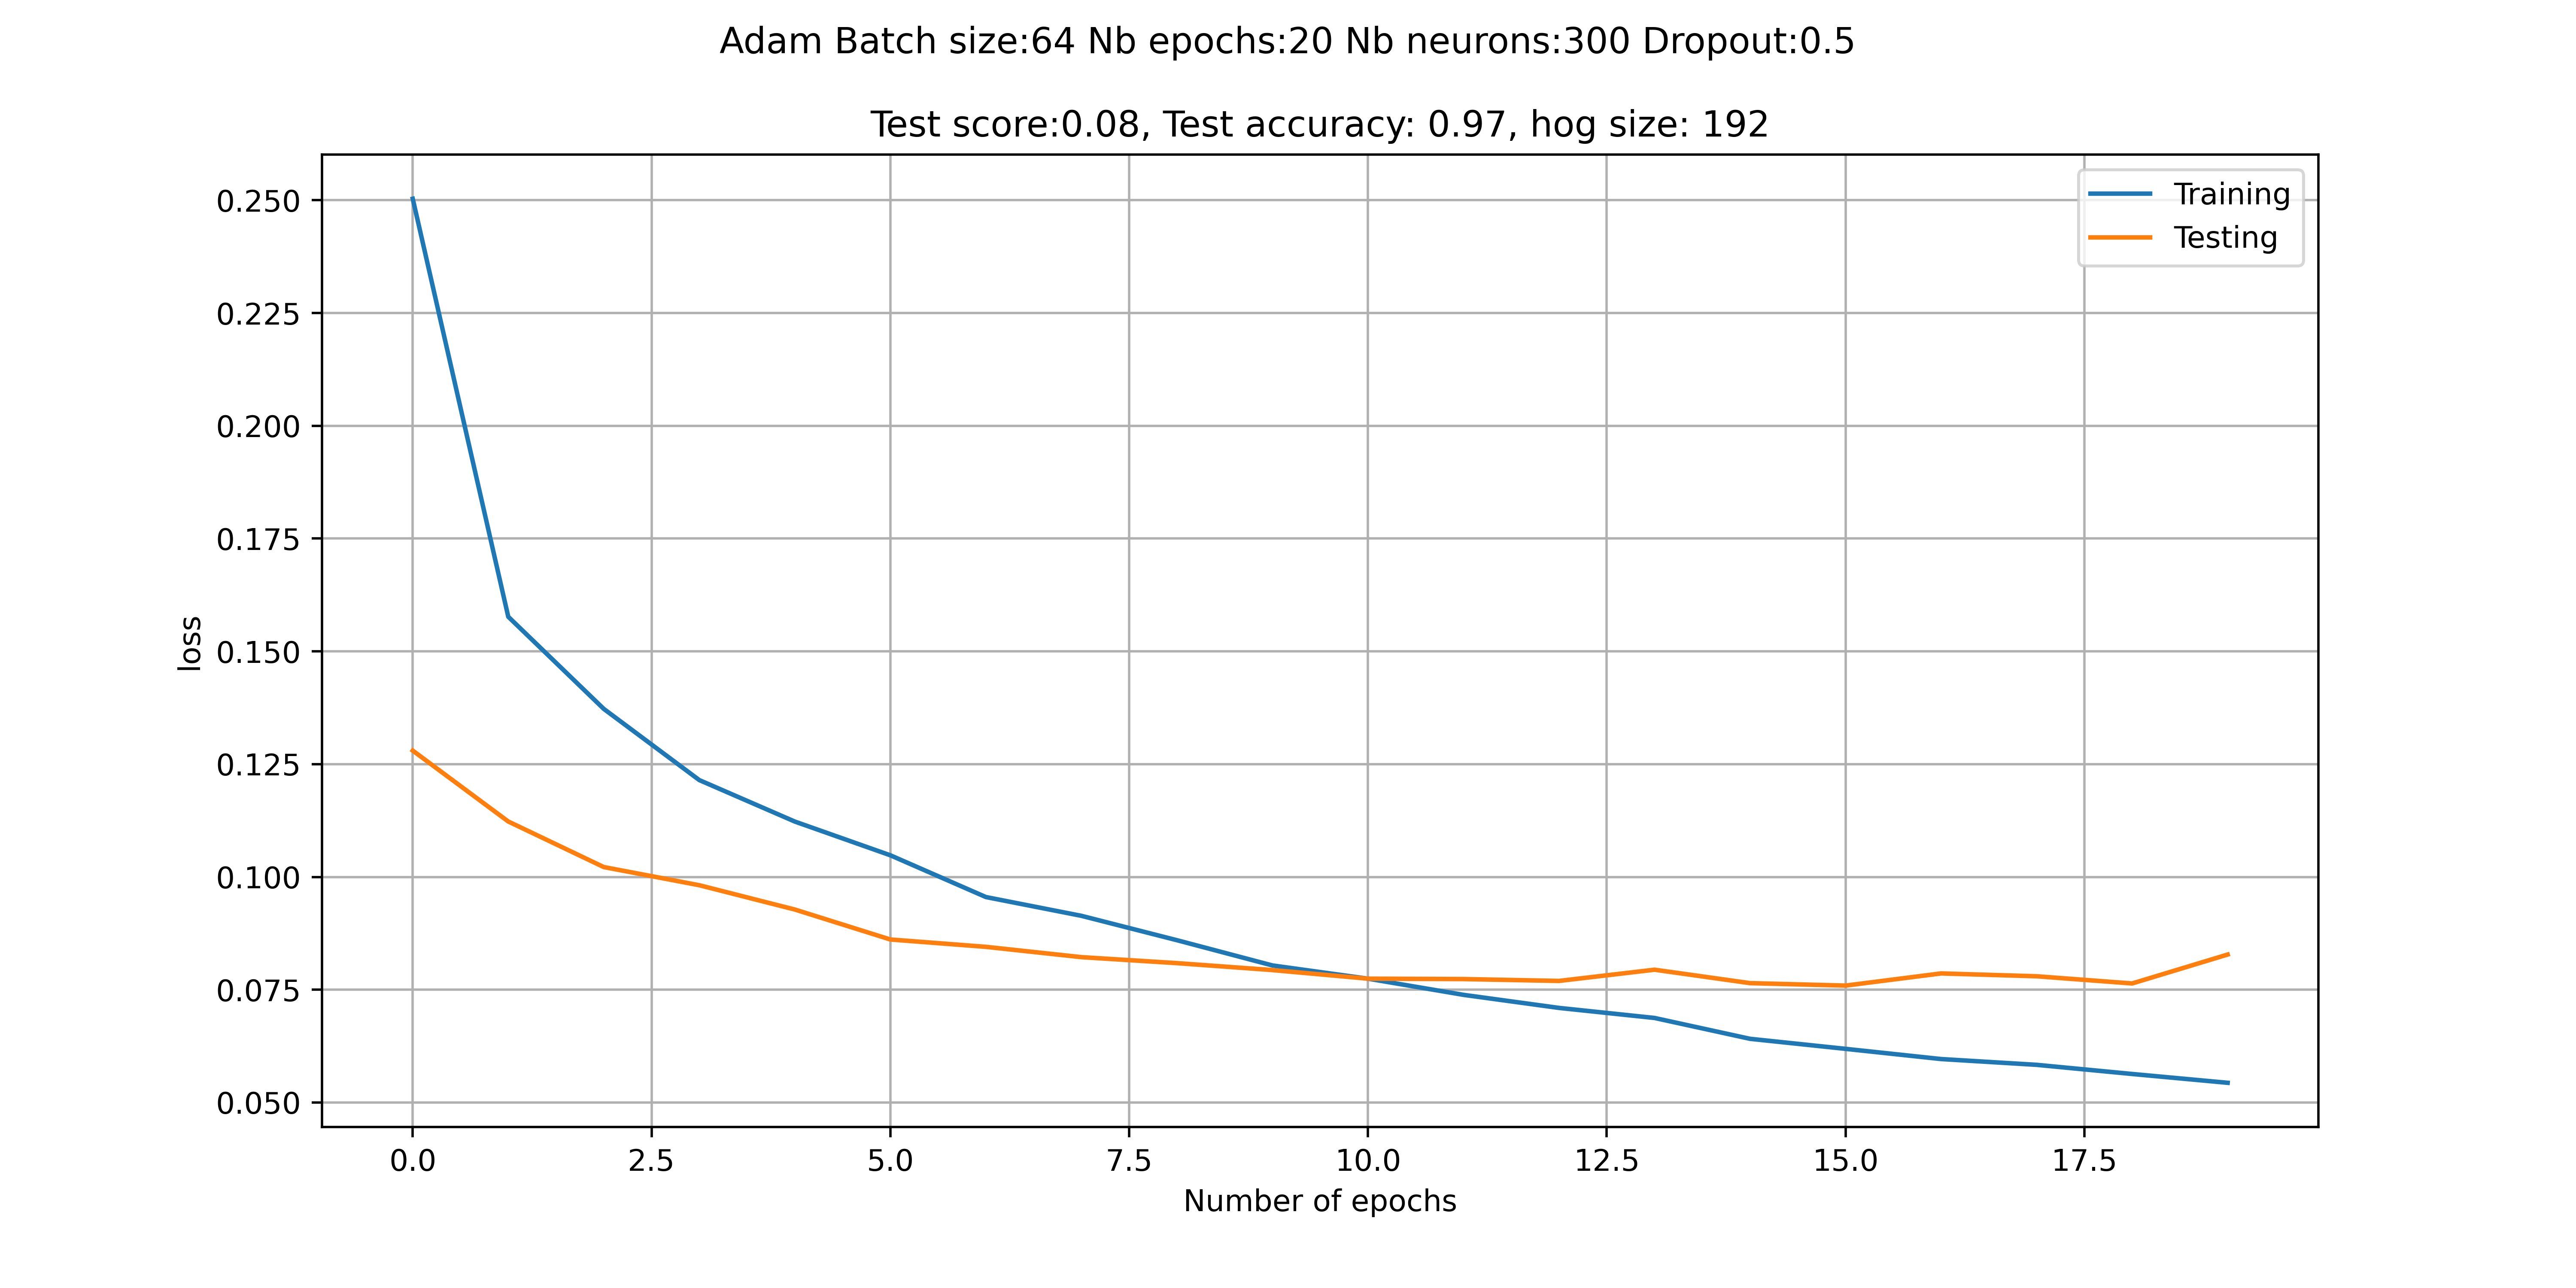 Adam Batch size:64 Nb epochs:20 Nb neurons:300 Dropout:0.5
Test score:0.08, Test accuracy: 0.97, hog size: 192
Training
Testing
0.250
0.225
0.200
0.175
0.150
0.125
0.100
0.075
0.050
loss
0.0 2.5 5.0 7.5 10.0 12.5 15.0 17.5
Number of epochs